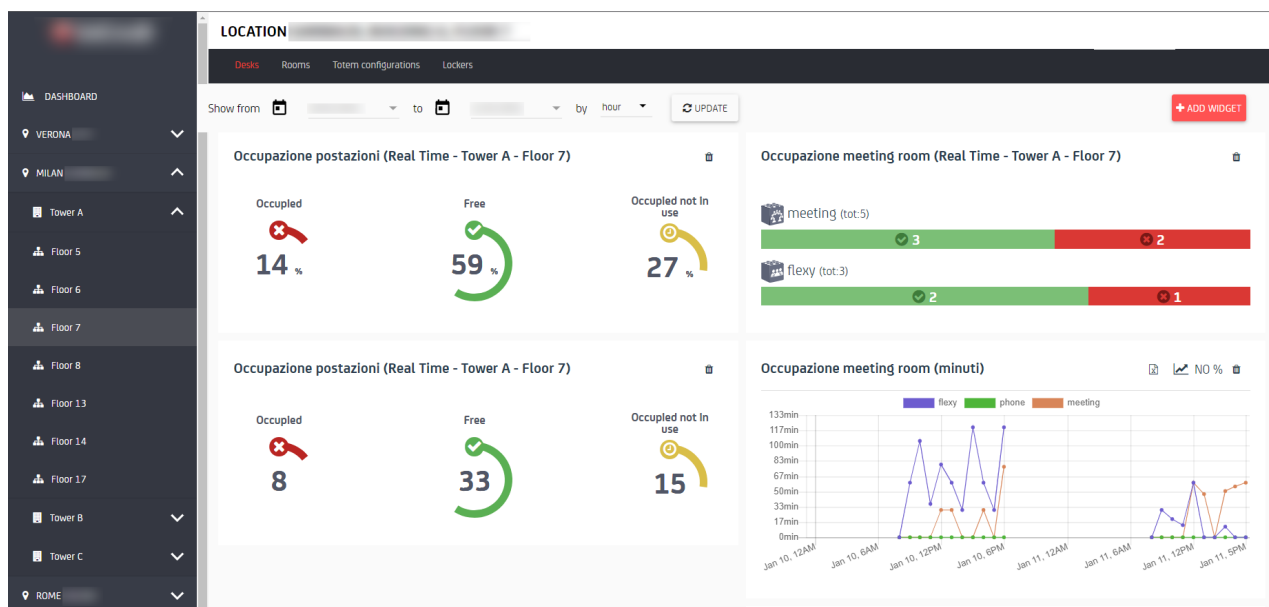 LOCATION
Desks Rooms Totem configurations Lockers
DASHBOARD
VERONA
MILAN
Tower A
Floor 5
Floor 6
Floor 7
Floor 8
Floor 13
Floor 14
Floor 17
Tower B
Tower C
ROME
Show from to by hour UPDATE
+ ADD WIDGET
Occupazione postazioni (Real Time - Tower A - Floor 7)
Occupied Free Occupled not In
use
14 % 59 % 27 %
Occupazione meeting room (Real Time - Tower A - Floor 7)
meeting (tot:5)
3 2
flexy (tot:3)
2 1
Occupazione postazioni (Real Time - Tower A - Floor 7)
Occupied Free Occupled not In
use
8 33 15
Occupazione meeting room (minuti)
NO %
flexy phone meeting
133min
117min
100min
83min
67min
50min
33min
17min
0min
Jan 10, 12AM Jan 10, 6AM Jan 10, 12PM Jan 10, 6PM Jan 11, 12AM Jan 11, 6AM Jan 11, 12PM Jan 11, 5PM